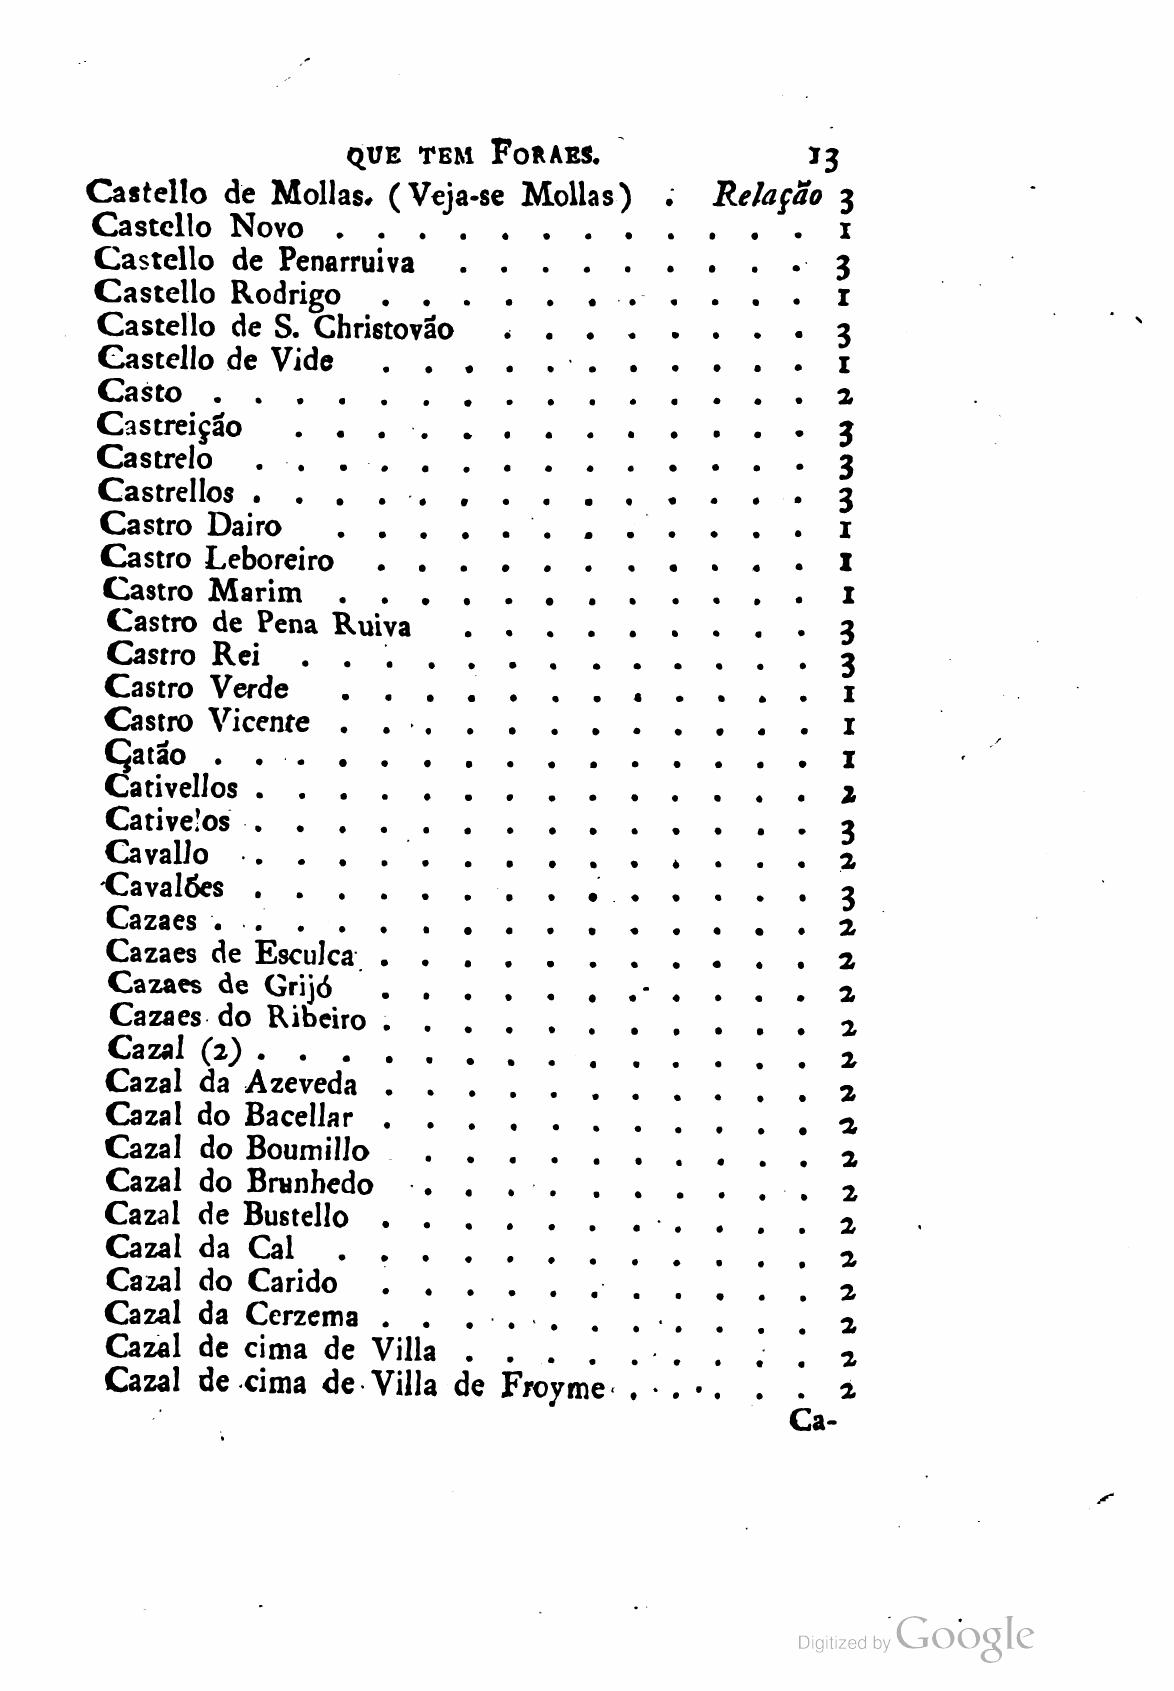 QUE TEM FORAES. 13
Castello de Mollas. (Veja-se Mollas) . Relação 3
Castello Novo . . . . . . . . . . . . 1
Castello de Penarruiva . . . . . . . . . 3
Castello Rodrigo . . . . . . . . . . . 1
Castello de S. Christovão . . . . . . . . 3
Castello de Vide . . . . . . . . . . . 1
Casto . . . . . . . . . . . . . . . 2
Castreição . . . . . . . . . . . . . 3
Castrelo . . . . . . . . . . . . . . 3
Castrellos . . . . . . . . . . . . . . 3
Castro Dairo . . . . . . . . . . . . 1
Castro Leboreiro . . . . . . . . . . . 1
Castro Marim . . . . . . . . . . . . 1
Castro de Pena Ruiva . . . . . . . . . 3
Castro Rei . . . . . . . . . . . . . 3
Castro Verde . . . . . . . . . . . . 1
Castro Vicente . . . . . . . . . . . . 1
Çatão . . . . . . . . . . . . . . . 1
Cativellos . . . . . . . . . . . . . . 2
Cativelos . . . . . . . . . . . . . . 3
Cavallo . . . . . . . . . . . . . . 2
Cavalões . . . . . . . . . . . . . . 3
Cazaes . . . . . . . . . . . . . . . 2
Cazaes de Esculca . . . . . . . . . . . 2
Cazaes de Grijó . . . . . . . . . . . 2
Cazaes do Ribeiro . . . . . . . . . . . 2
Cazal (2) . . . . . . . . . . . . . . 2
Cazal da Azeveda . . . . . . . . . . . 2
Cazal do Bacellar . . . . . . . . . . . 2
Cazal do Boumillo . . . . . . . . . . 2
Cazal do Brunhedo . . . . . . . . . . 2
Cazal de Bustello . . . . . . . . . . . 2
Cazal da Cal . . . . . . . . . . . . 2
Cazal do Carido . . . . . . . . . . . 2
Cazal da Cerzema . . . . . . . . . . . 2
Cazal de cima de Villa . . . . . . . . . 2
Cazal de cima de Villa de Froyme . . . . . 2
Ca-
Digitized by Google